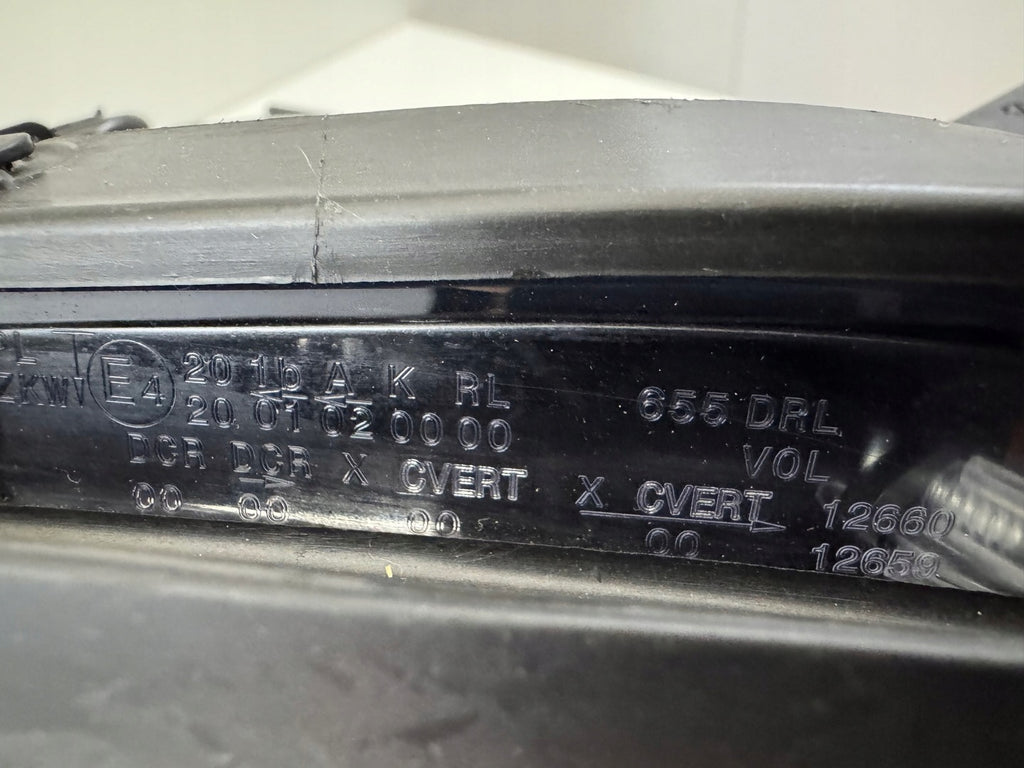 E4 20 1b A K RL
20 01 02 00 00
655 DRL
VOL
DCR DCR X CVERT
00 00 00
X CVERT
00
12660
12659